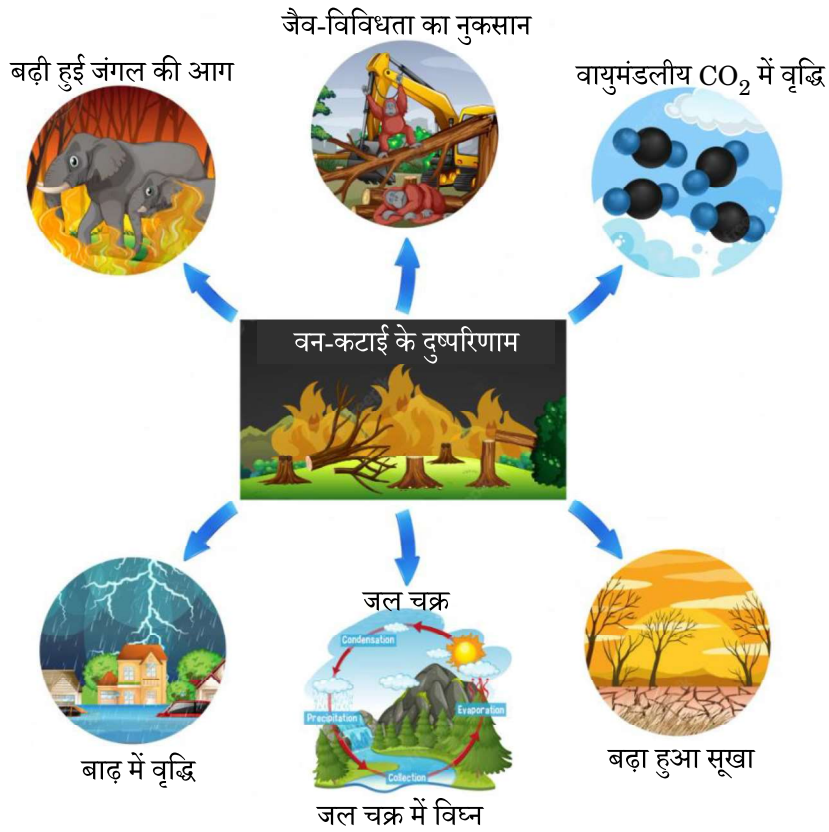 जैव-विविधता का नुकसान
बढ़ी हुई जंगल की आग
वायुमंडलीय CO₂ में वृद्धि
वन-कटाई के दुष्परिणाम
जल चक्र
Condensation
Precipitation
Evaporation
Collection
बाढ़ में वृद्धि
जल चक्र में विघ्न
बढ़ा हुआ सूखा